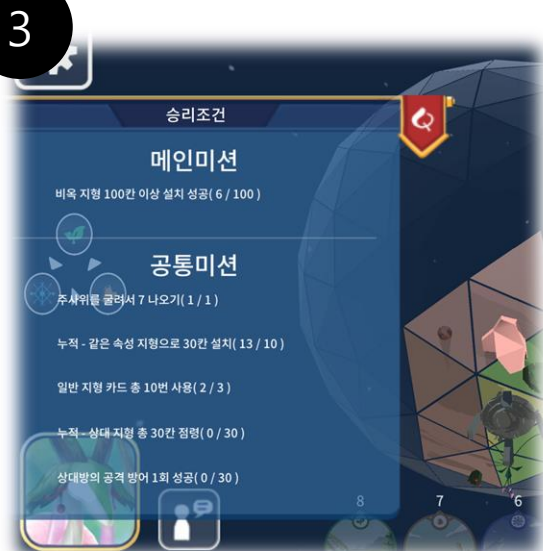 3
승리조건
메인미션
비옥 지형 100칸 이상 설치 성공( 6 / 100 )
공통미션
주사위를 굴려서 7 나오기( 1 / 1 )
누적 - 같은 속성 지형으로 30칸 설치( 13 / 10 )
일반 지형 카드 총 10번 사용( 2 / 3 )
누적 - 상대 지형 총 30칸 점령( 0 / 30 )
상대방의 공격 방어 1회 성공( 0 / 30 )
8 7 6